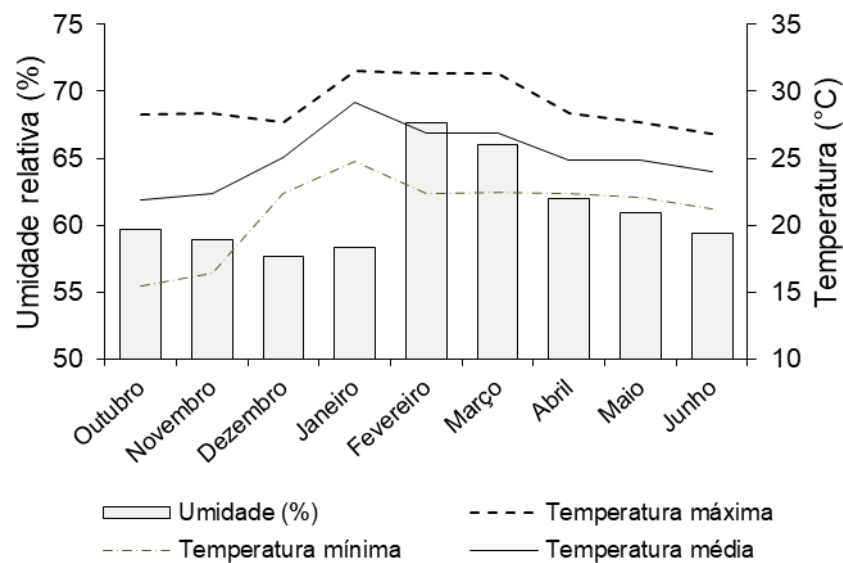 Umidade relativa (%)
75
70
65
60
55
50
35
30
25
20
15
10
Temperatura (°C)
Outubro
Novembro
Dezembro
Janeiro
Fevereiro
Março
Abril
Maio
Junho
Umidade (%)
Temperatura máxima
Temperatura mínima
Temperatura média